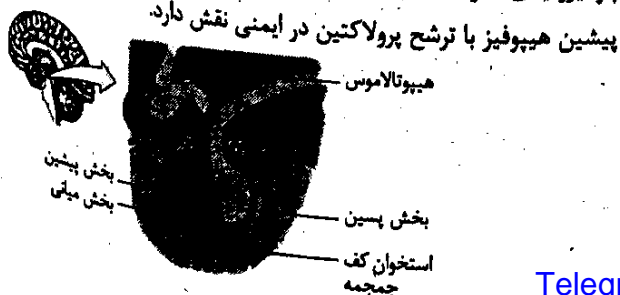 پیشین هیپوفیز با ترشح پرولاکتین در ایمنی نقش دارد.
هیپوتالاموس
بخش پیشین
بخش میانی
بخش پسین
استخوان کف
جمجمه
Telegr